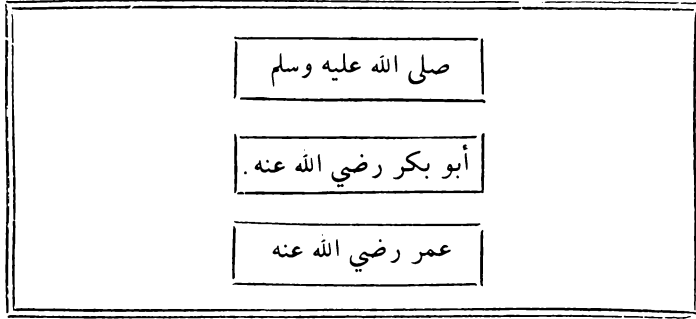 صلى الله عليه وسلم
أبو بكر رضي الله عنه .
عمر رضي الله عنه